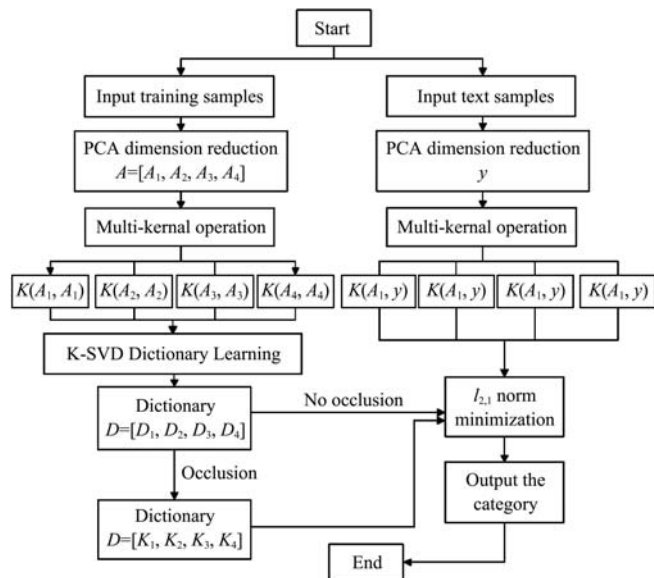 Start
Input training samples
Input text samples
PCA dimension reduction
A=[A₁, A₂, A₃, A₄]
PCA dimension reduction
y
Multi-kernal operation
Multi-kernal operation
K(A₁, A₁)
K(A₂, A₂)
K(A₃, A₃)
K(A₄, A₄)
K(A₁, y)
K(A₁, y)
K(A₁, y)
K(A₁, y)
K-SVD Dictionary Learning
Dictionary
D=[D₁, D₂, D₃, D₄]
No occlusion
l₂,₁ norm
minimization
Occlusion
Dictionary
D=[K₁, K₂, K₃, K₄]
Output the
category
End